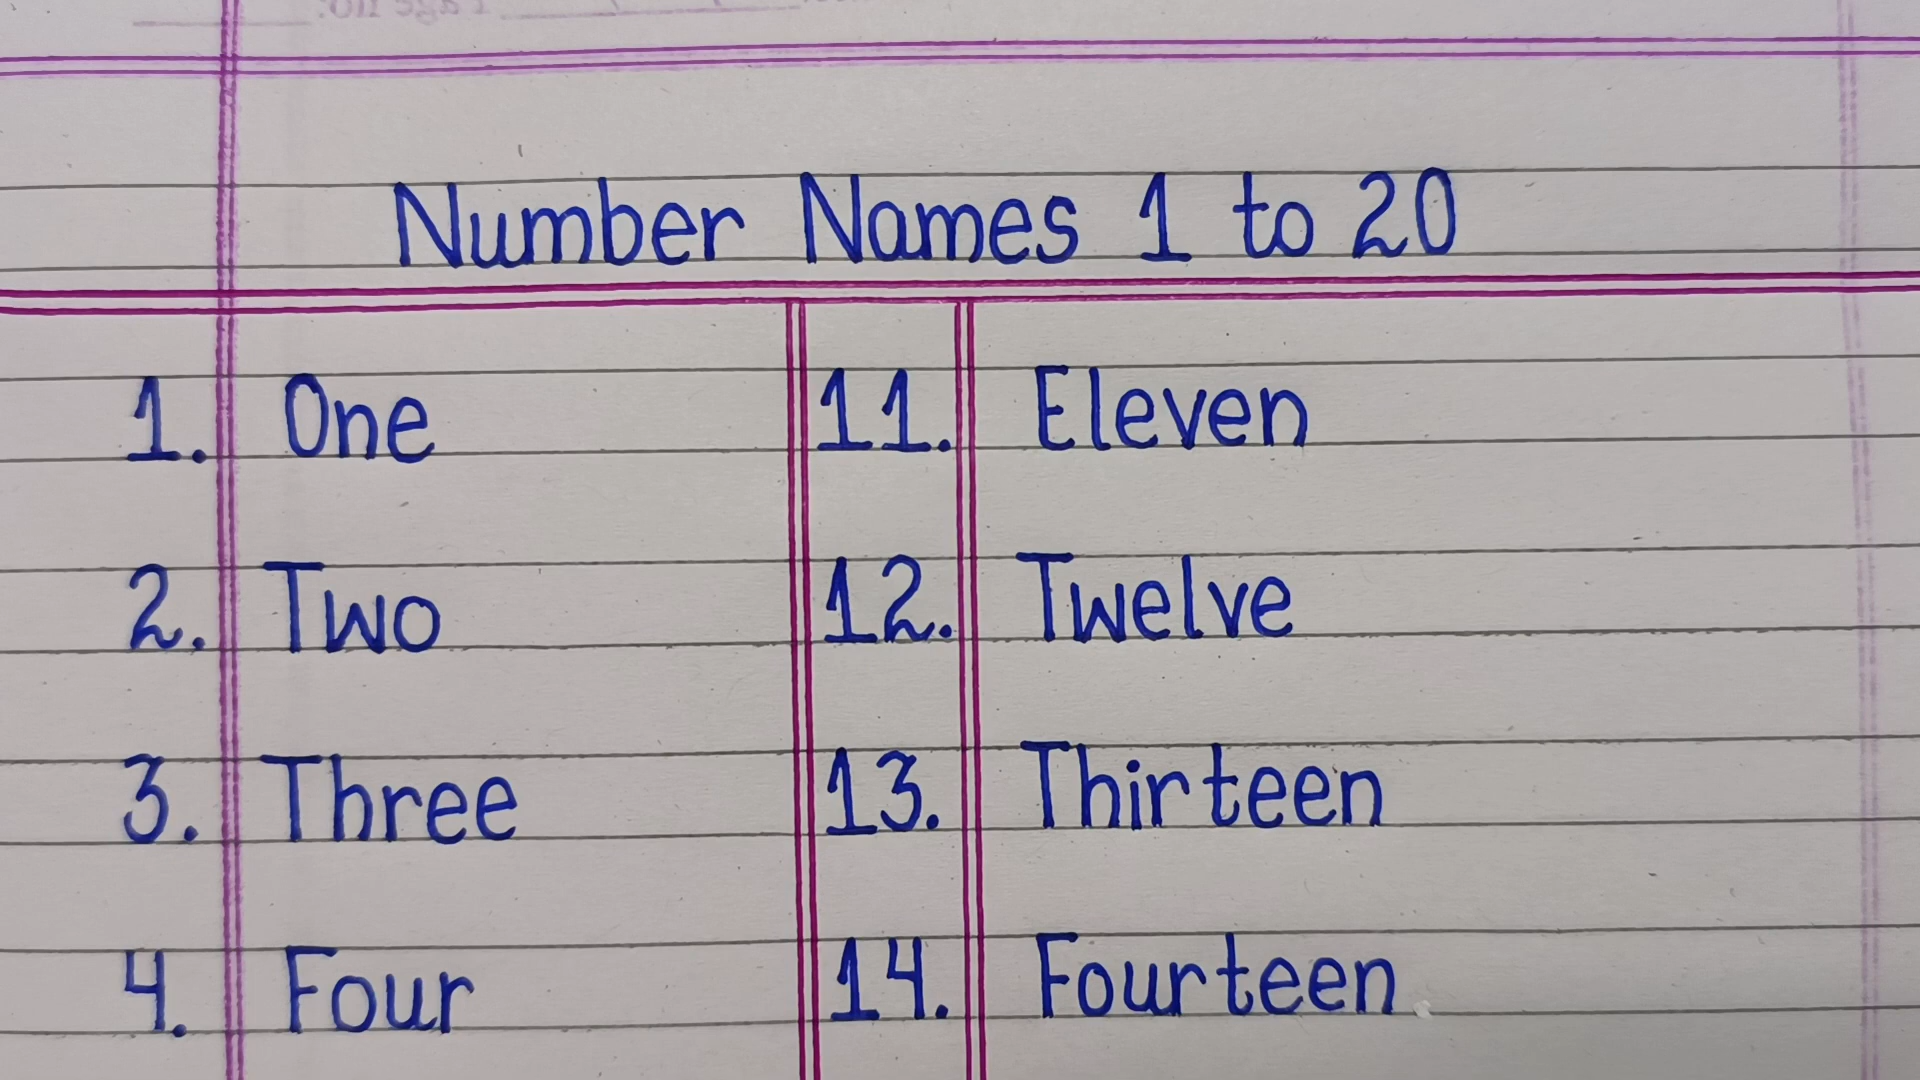 Number Names 1 to 20
1. One 11. Eleven
2. Two 12. Twelve
3. Three 13. Thirteen
4. Four 14. Fourteen